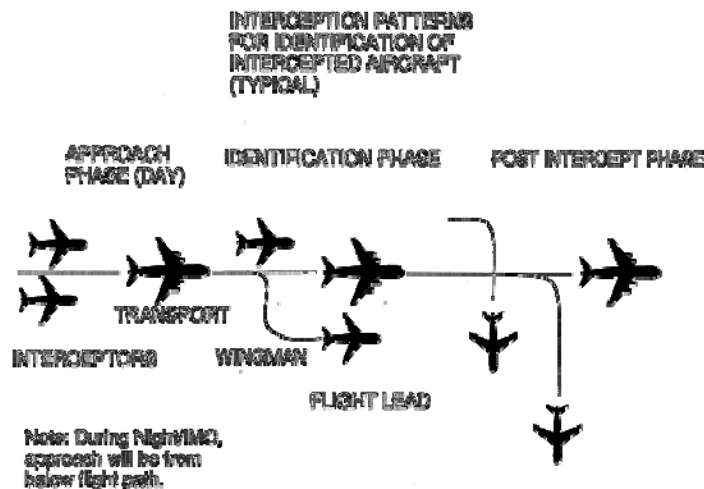 INTERCEPTION PATTERNS
FOR IDENTIFICATION OF
INTERCEPTED AIRCRAFT
(TYPICAL)
APPROACH
PHASE (DAY)
IDENTIFICATION PHASE
POST INTERCEPT PHASE
TRANSPORT
INTERCEPTORS
WINGMAN
FLIGHT LEAD
Note: During Night/IMC,
approach will be from
below flight path.